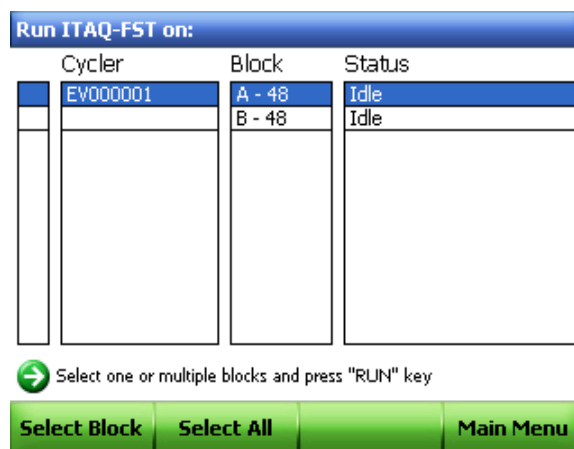 Run ITAQ-FST on:
Cycler Block Status
EV000001 A - 48 Idle
B - 48 Idle
Select one or multiple blocks and press "RUN" key
Select Block Select All Main Menu